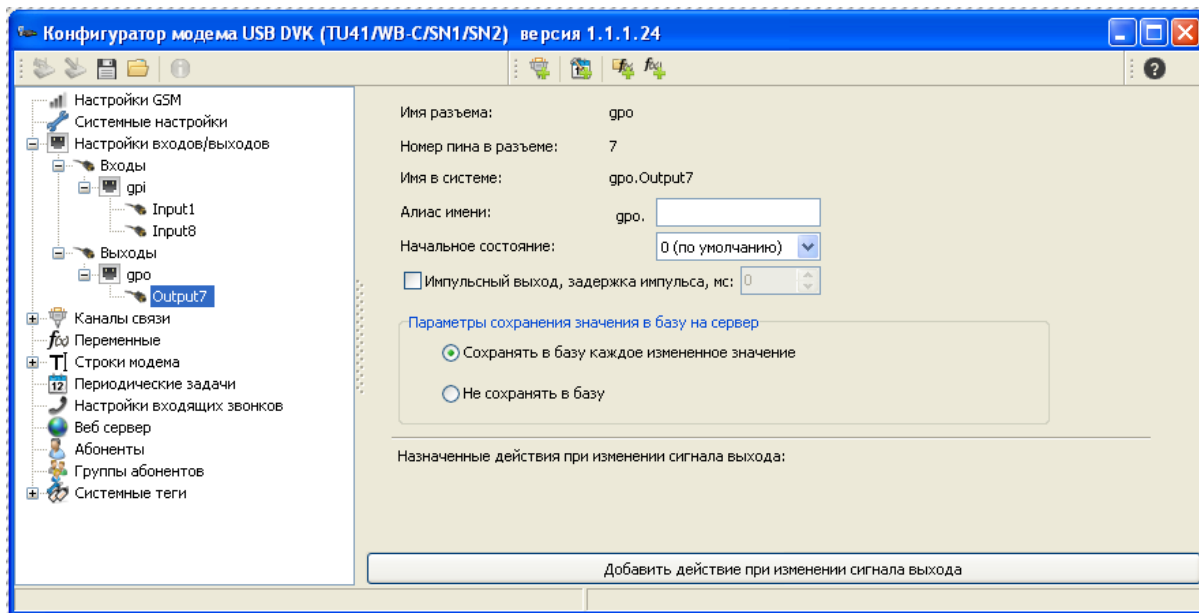 Конфигуратор модема USB DVK (TU41/WB-C/SN1/SN2) версия 1.1.1.24
Настройки GSM
Системные настройки
Настройки входов/выходов
Входы
gpi
Input1
Input8
Выходы
gpo
Output7
Каналы связи
f(x) Переменные
Строки модема
12 Периодические задачи
Настройки входящих звонков
Веб сервер
Абоненты
Группы абонентов
Системные теги
Имя разъема: gpo
Номер пина в разъеме: 7
Имя в системе: gpo.Output7
Алиас имени: gpo.
Начальное состояние: 0 (по умолчанию)
Импульсный выход, задержка импульса, мс: 0
Параметры сохранения значения в базу на сервер
Сохранять в базу каждое измененное значение
Не сохранять в базу
Назначенные действия при изменении сигнала выхода:
Добавить действие при изменении сигнала выхода